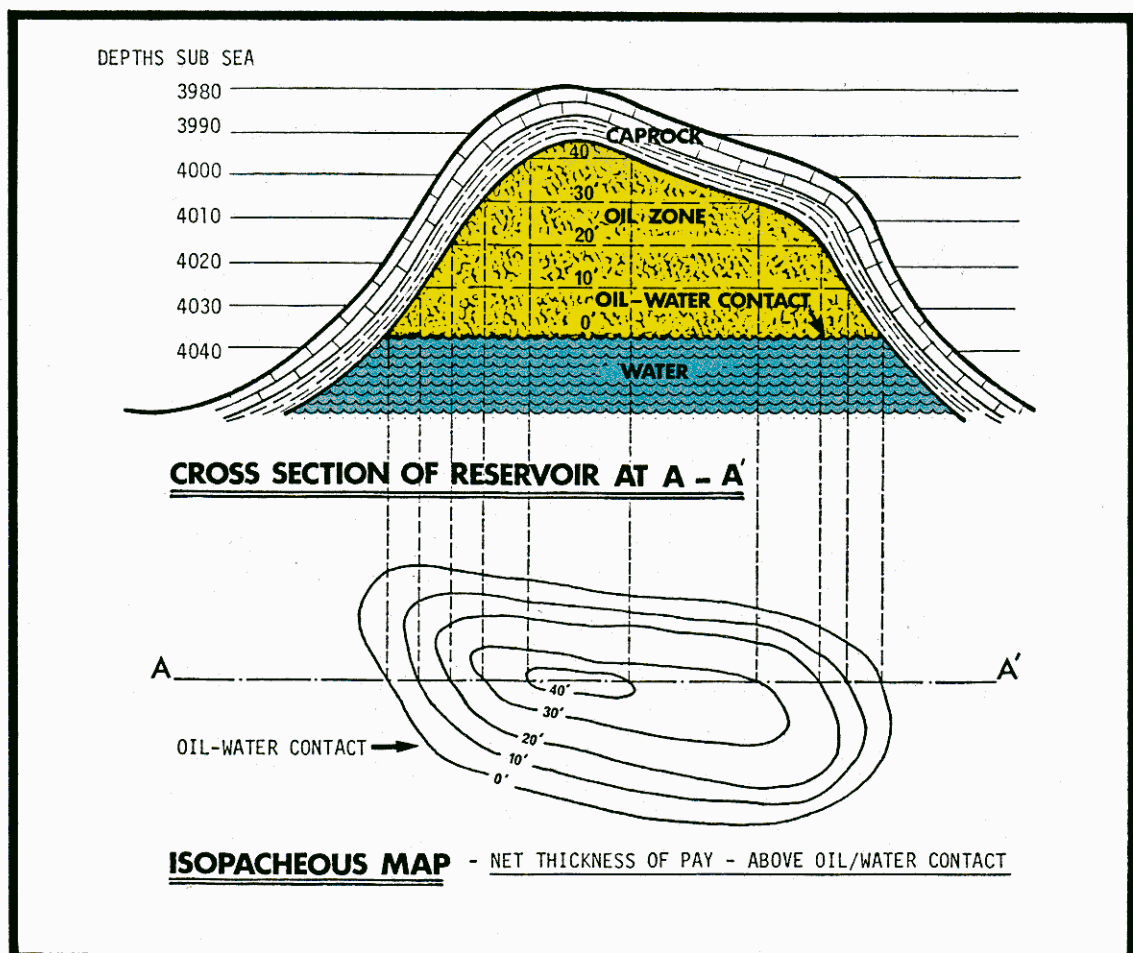 DEPTHS SUB SEA
3980
3990
4000
4010
4020
4030
4040
CAPROCK
40'
30'
OIL ZONE
20'
10'
OIL-WATER CONTACT
0'
WATER
CROSS SECTION OF RESERVOIR AT A - A'
A
A'
40'
30'
20'
10'
0'
OIL-WATER CONTACT
ISOPACHEOUS MAP - NET THICKNESS OF PAY - ABOVE OIL/WATER CONTACT